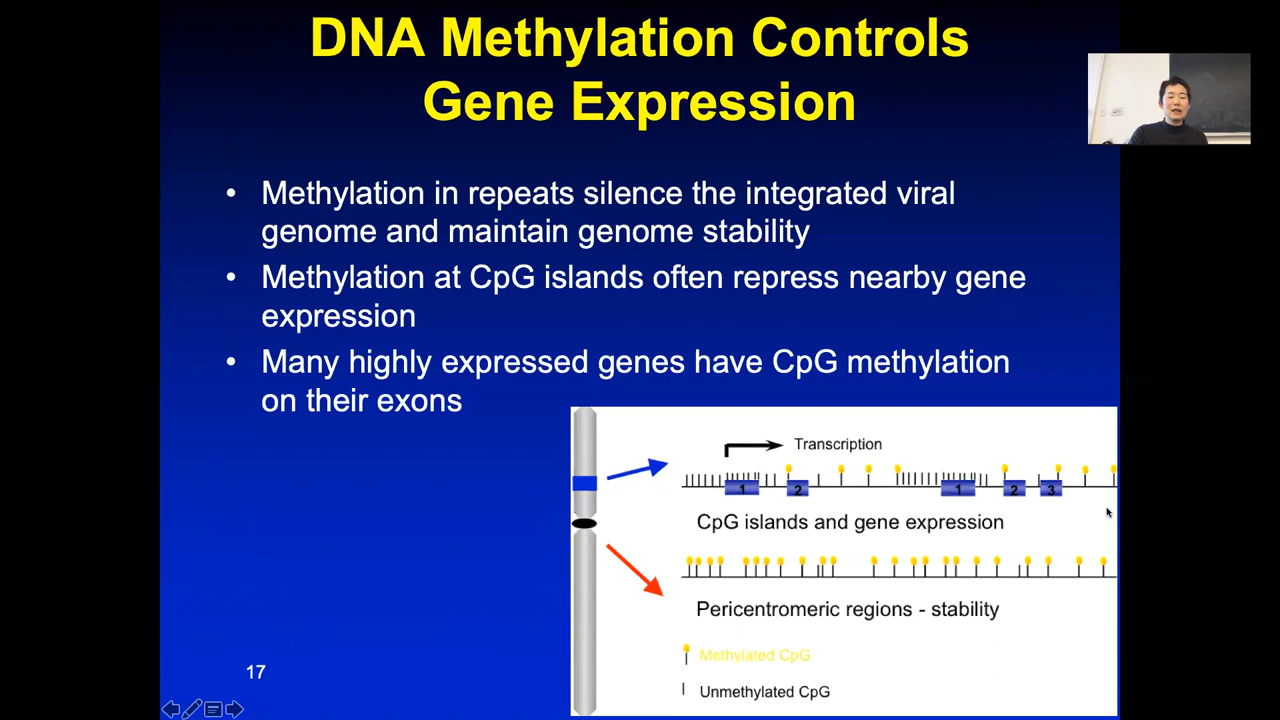 DNA Methylation Controls
Gene Expression
• Methylation in repeats silence the integrated viral
genome and maintain genome stability
• Methylation at CpG islands often repress nearby gene
expression
• Many highly expressed genes have CpG methylation
on their exons
Transcription
1 2 1 2 3
CpG islands and gene expression
Pericentromeric regions - stability
Methylated CpG
Unmethylated CpG
17